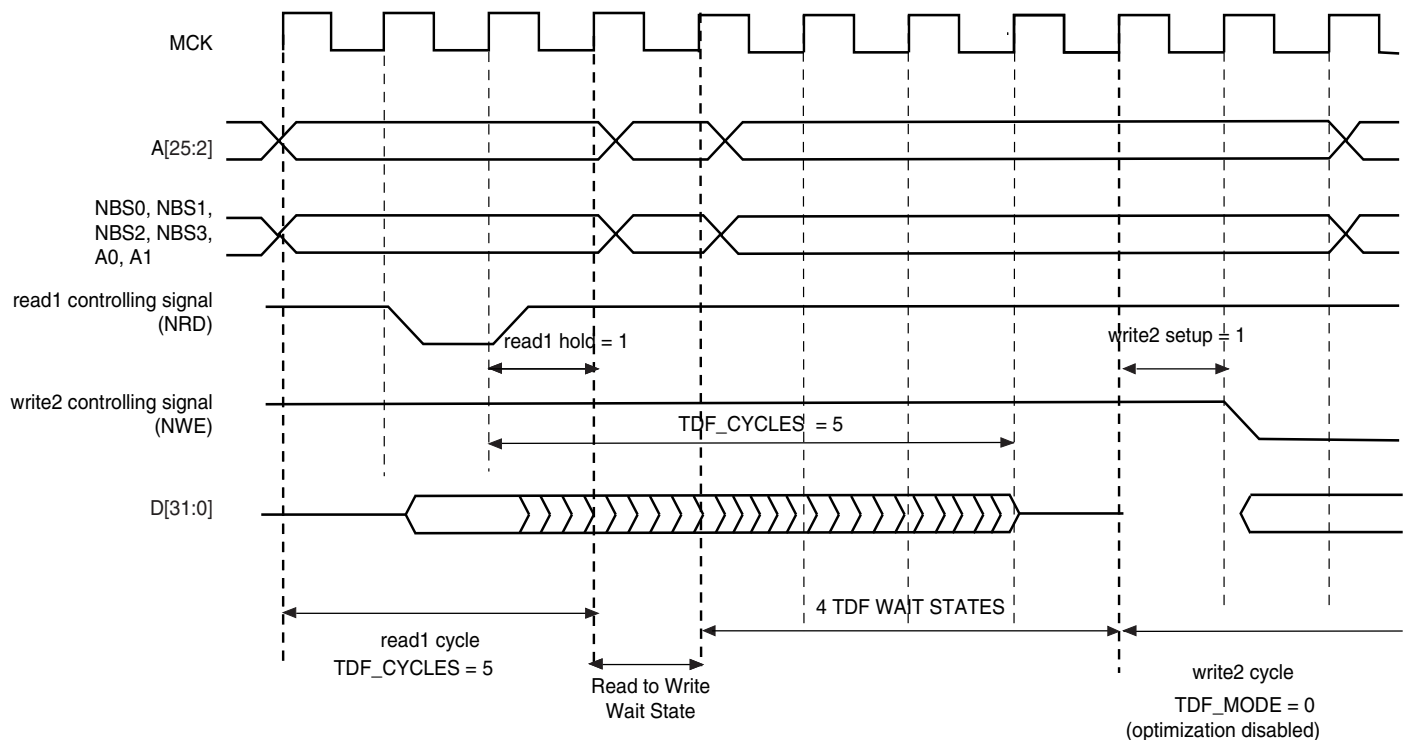 MCK
A[25:2]
NBS0, NBS1,
NBS2, NBS3,
A0, A1
read1 controlling signal
(NRD)
read1 hold = 1
write2 setup = 1
write2 controlling signal
(NWE)
TDF_CYCLES = 5
D[31:0]
4 TDF WAIT STATES
read1 cycle
TDF_CYCLES = 5
Read to Write
Wait State
write2 cycle
TDF_MODE = 0
(optimization disabled)